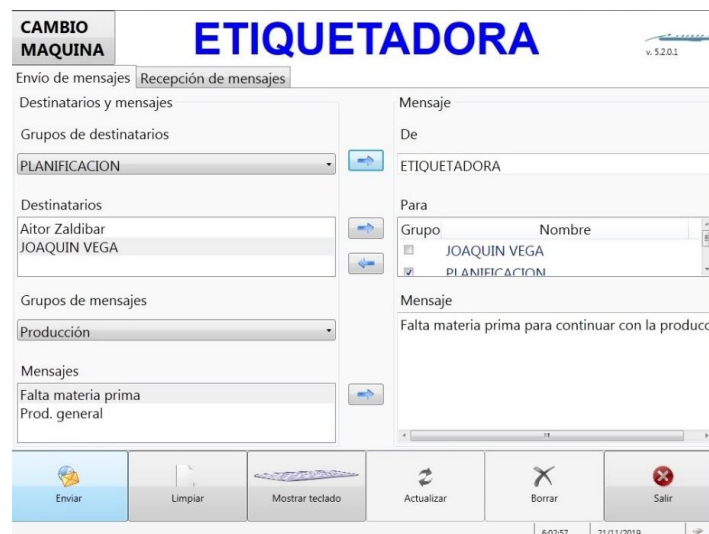 CAMBIO
MAQUINA
ETIQUETADORA
v. 5.2.0.1
Envío de mensajes
Recepción de mensajes
Destinatarios y mensajes
Grupos de destinatarios
PLANIFICACION
Destinatarios
Aitor Zaldibar
JOAQUIN VEGA
Grupos de mensajes
Producción
Mensajes
Falta materia prima
Prod. general
Mensaje
De
ETIQUETADORA
Para
Grupo Nombre
JOAQUIN VEGA
PLANIFICACION
Mensaje
Falta materia prima para continuar con la producc
Enviar
Limpiar
Mostrar teclado
Actualizar
Borrar
Salir
6:02:57
21/11/2019